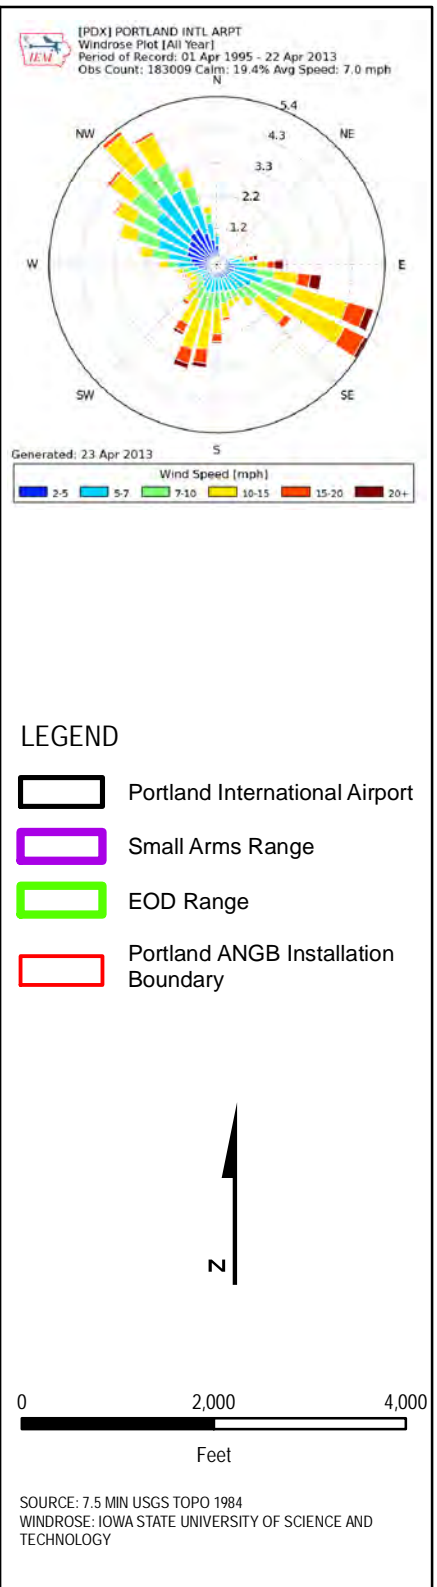 [PDX] PORTLAND INTL ARPT
Windrose Plot [All Year]
Period of Record: 01 Apr 1995 - 22 Apr 2013
Obs Count: 183009 Calm: 19.4% Avg Speed: 7.0 mph
IEM
N
5.4
NW
4.3
NE
3.3
2.2
1.2
W
E
SW
SE
S
Generated: 23 Apr 2013
Wind Speed [mph]
2-5 5-7 7-10 10-15 15-20 20+
LEGEND
Portland International Airport
Small Arms Range
EOD Range
Portland ANGB Installation
Boundary
N
0 2,000 4,000
Feet
SOURCE: 7.5 MIN USGS TOPO 1984
WINDROSE: IOWA STATE UNIVERSITY OF SCIENCE AND
TECHNOLOGY